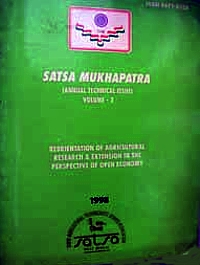 SATSA MUKHAPATRA
(ANNUAL TECHNICAL ISSUE)
VOLUME - 2
REORIENTATION OF AGRICULTURAL
RESEARCH & EXTENSION IN THE
PERSPECTIVE OF OPEN ECONOMY
1998